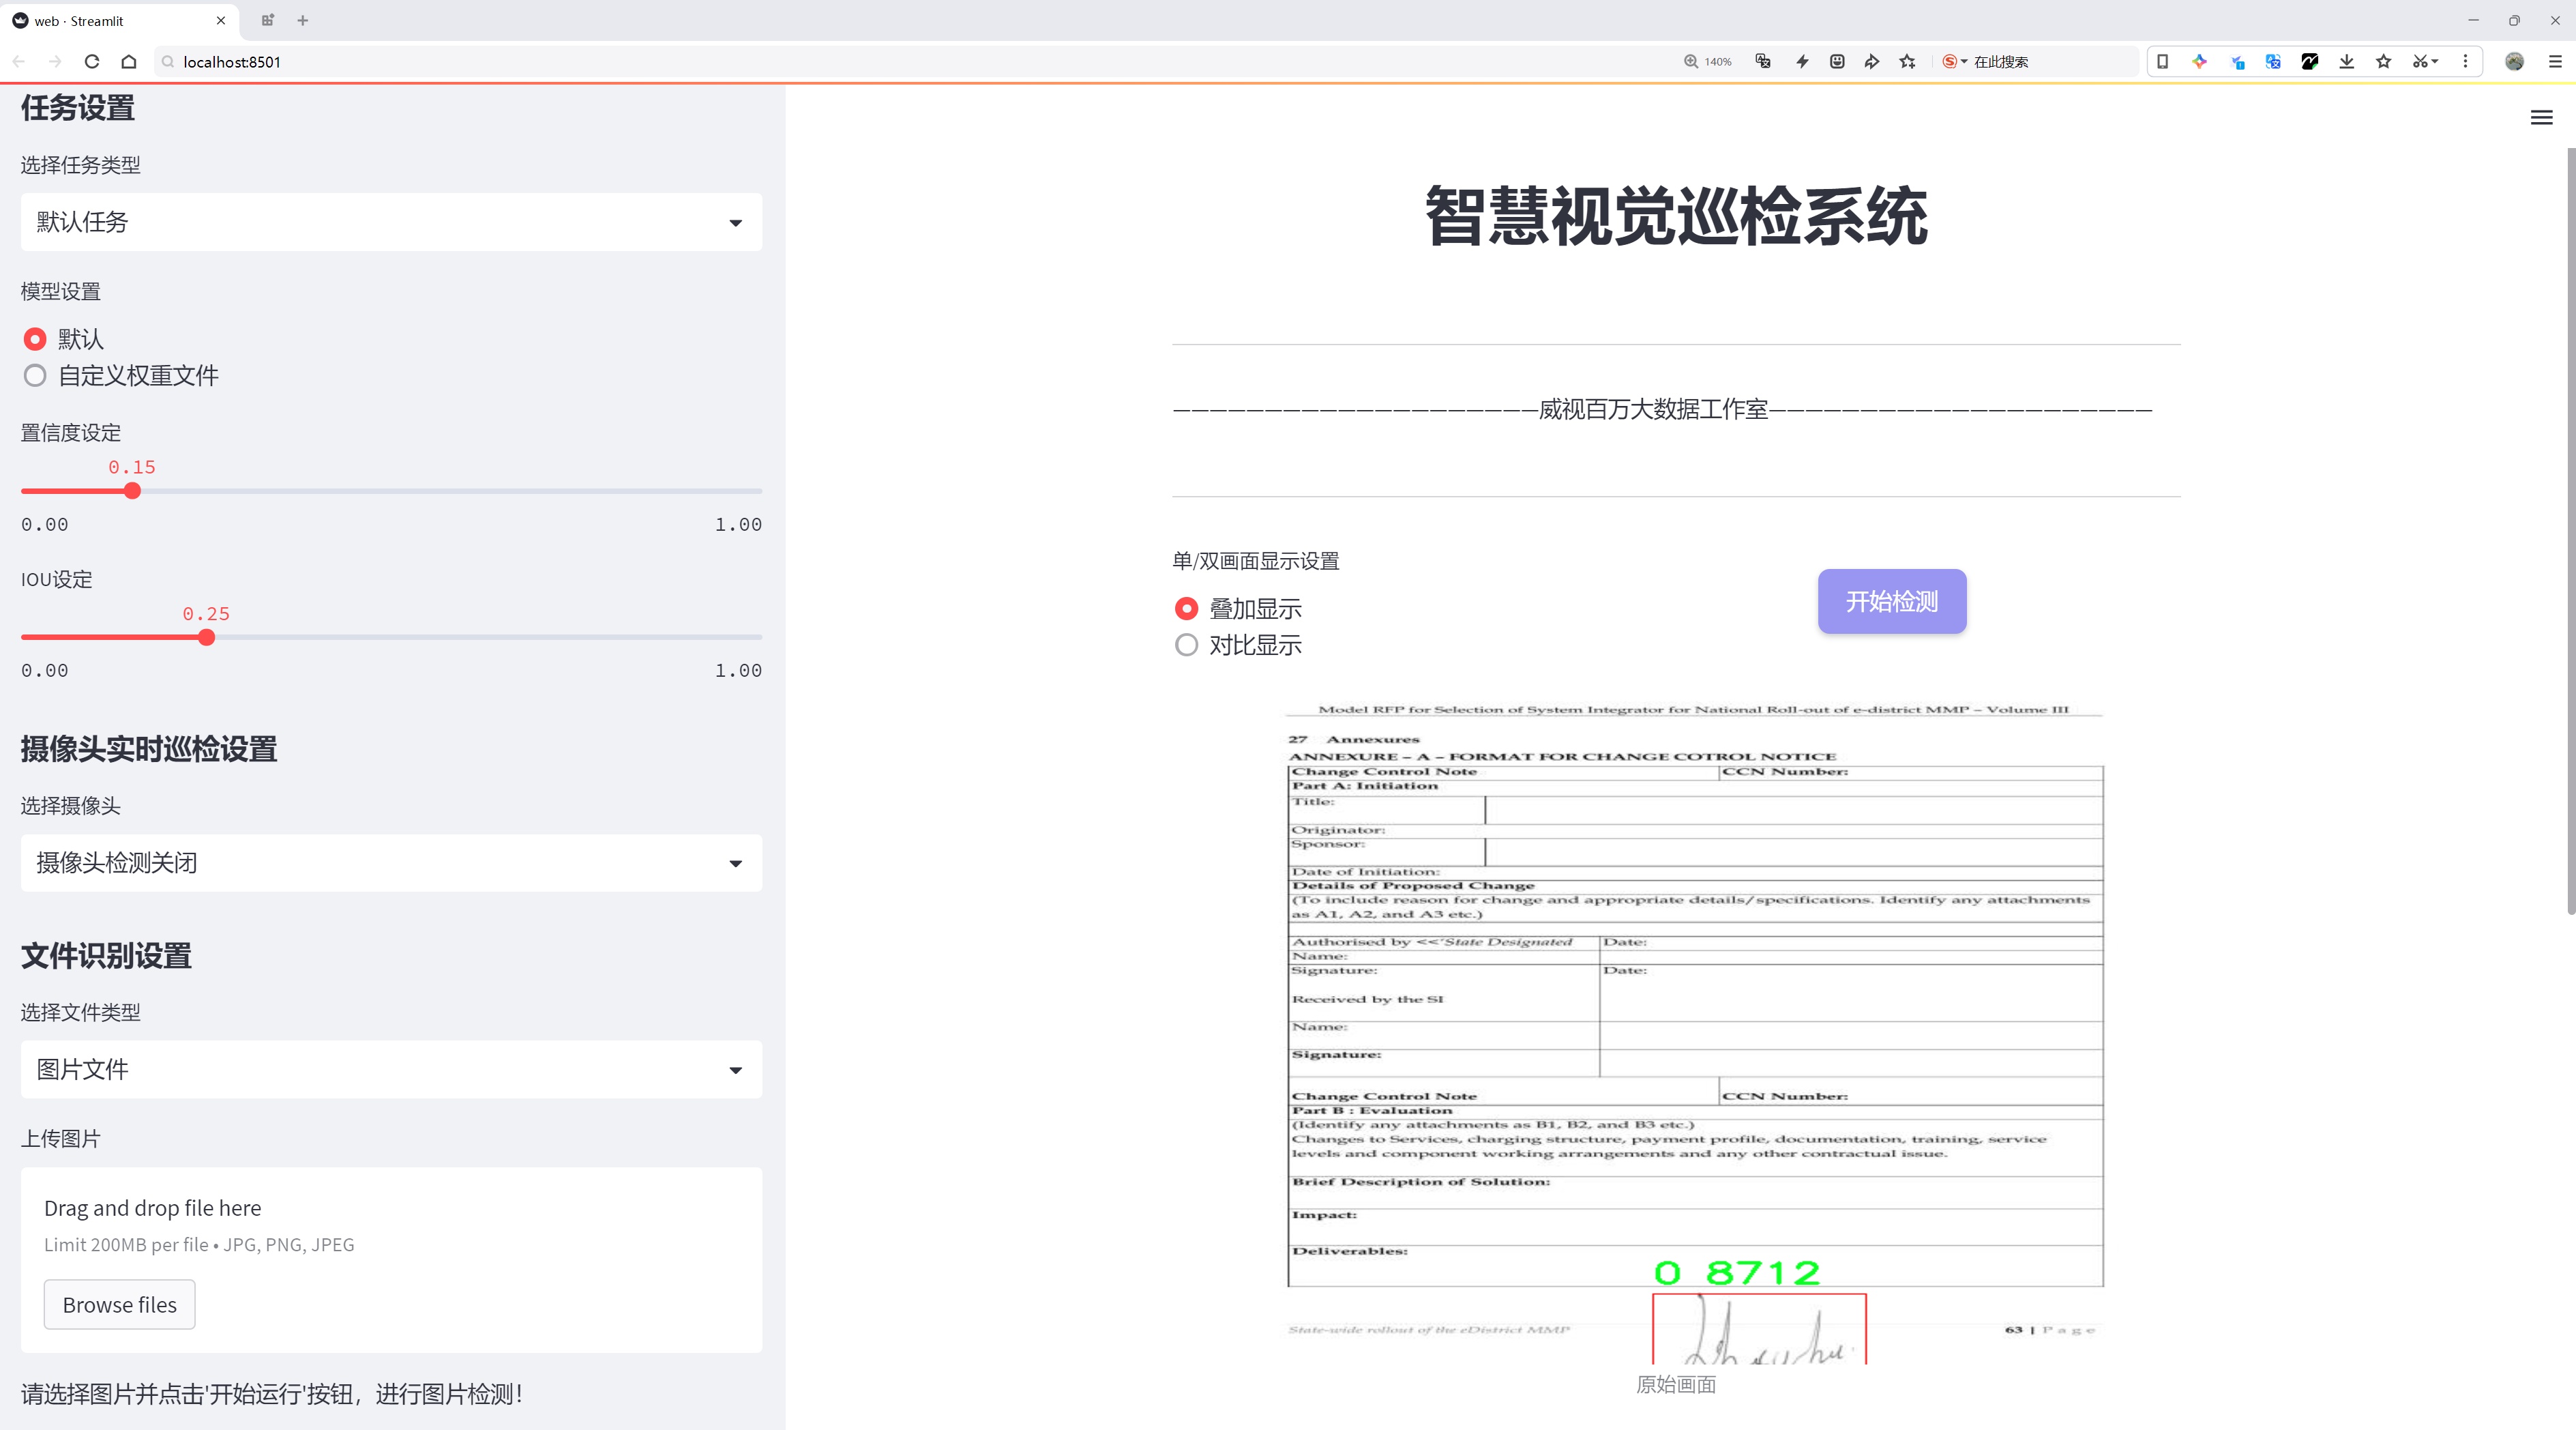 web · Streamlit
localhost:8501
140%
在此搜索
任务设置
选择任务类型
默认任务
模型设置
默认
自定义权重文件
置信度设定
0.15
0.00 1.00
IOU设定
0.25
0.00 1.00
摄像头实时巡检设置
选择摄像头
摄像头检测关闭
文件识别设置
选择文件类型
图片文件
上传图片
Drag and drop file here
Limit 200MB per file • JPG, PNG, JPEG
Browse files
请选择图片并点击'开始运行'按钮，进行图片检测！
智慧视觉巡检系统
————————————————————威视百万大数据工作室—————————————————————
单/双画面显示设置
叠加显示
对比显示
开始检测
Model RFP for Selection of System Integrator for National Roll-out of e-district MMP – Volume III
27 Annexures
ANNEXURE – A – FORMAT FOR CHANGE COTROL NOTICE
Change Control Note CCN Number:
Part A: Initiation
Title:
Originator:
Sponsor:
Date of Initiation:
Details of Proposed Change
(To include reason for change and appropriate details/specifications. Identify any attachments
as A1, A2, and A3 etc.)
Authorised by <<'State Designated Date:
Name:
Signature: Date:
Received by the SI
Name:
Signature:
Change Control Note CCN Number:
Part B : Evaluation
(Identify any attachments as B1, B2, and B3 etc.)
Changes to Services, charging structure, payment profile, documentation, training, service
levels and component working arrangements and any other contractual issue.
Brief Description of Solution:
Impact:
Deliverables:
0 8712
State-wide rollout of the eDistrict MMP 63 | P a g e
原始画面